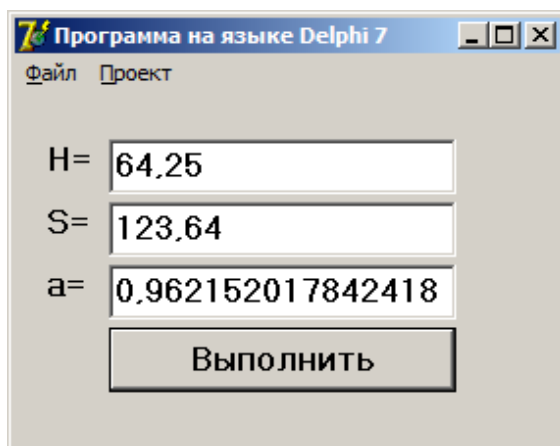 Программа на языке Delphi 7
Файл Проект
H= 64,25
S= 123,64
a= 0,962152017842418
Выполнить